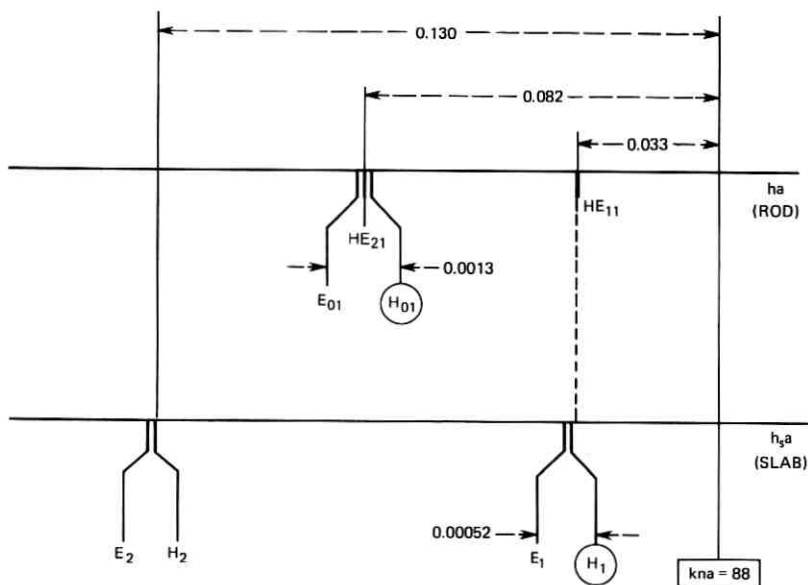 0.130
0.082
0.033
ha
(ROD)
HE₁₁
HE₂₁
0.0013
E₀₁
H₀₁
hₛa
(SLAB)
0.00052
E₂
H₂
E₁
H₁
kna = 88